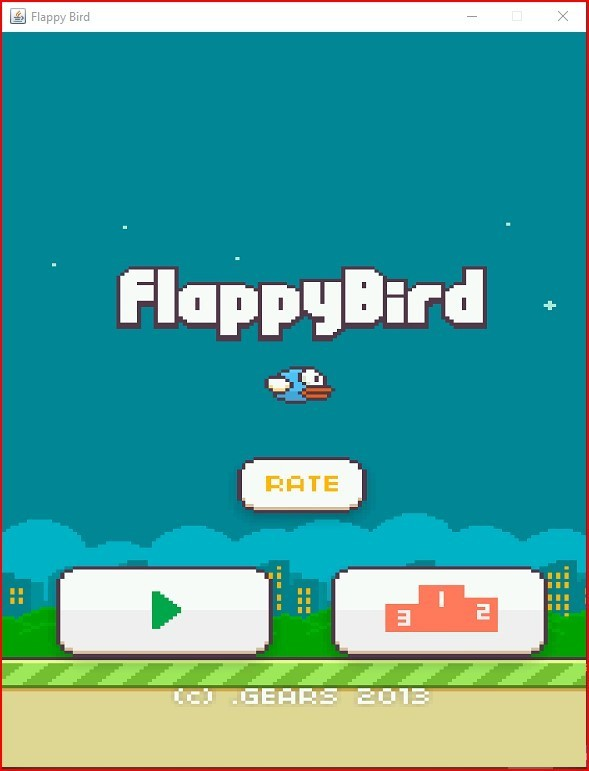 Flappy Bird
FlappyBird
RATE
3 1 2
(c) .GEARS 2013